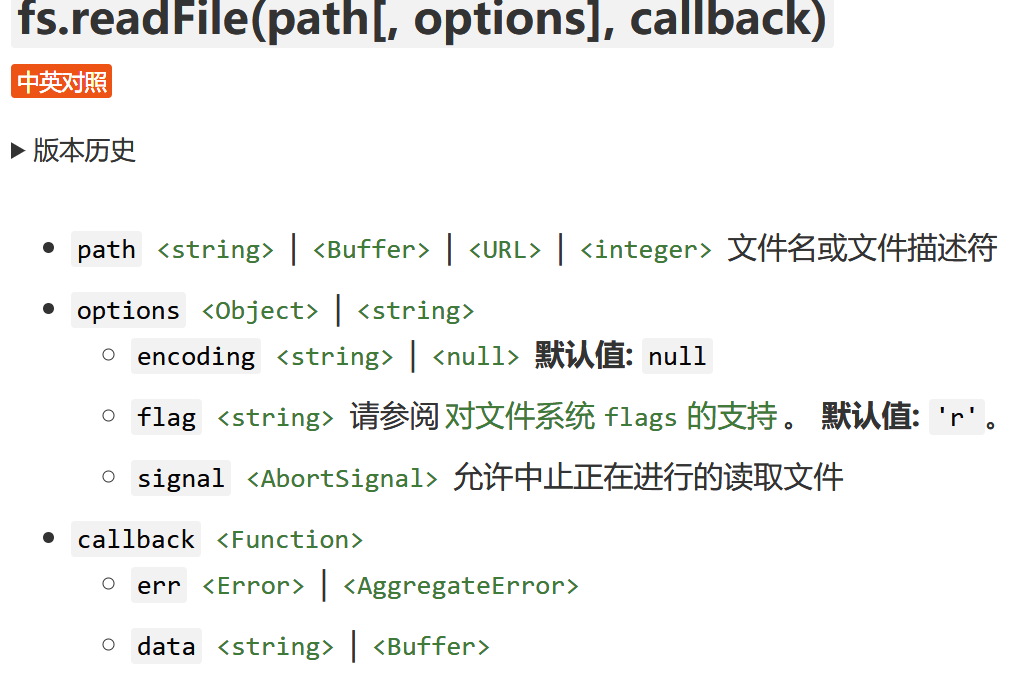 fs.readFile(path[, options], callback)
中英对照
版本历史
path <string> | <Buffer> | <URL> | <integer> 文件名或文件描述符
options <Object> | <string>
encoding <string> | <null> 默认值: null
flag <string> 请参阅 对文件系统 flags 的支持 。 默认值: 'r'。
signal <AbortSignal> 允许中止正在进行的读取文件
callback <Function>
err <Error> | <AggregateError>
data <string> | <Buffer>